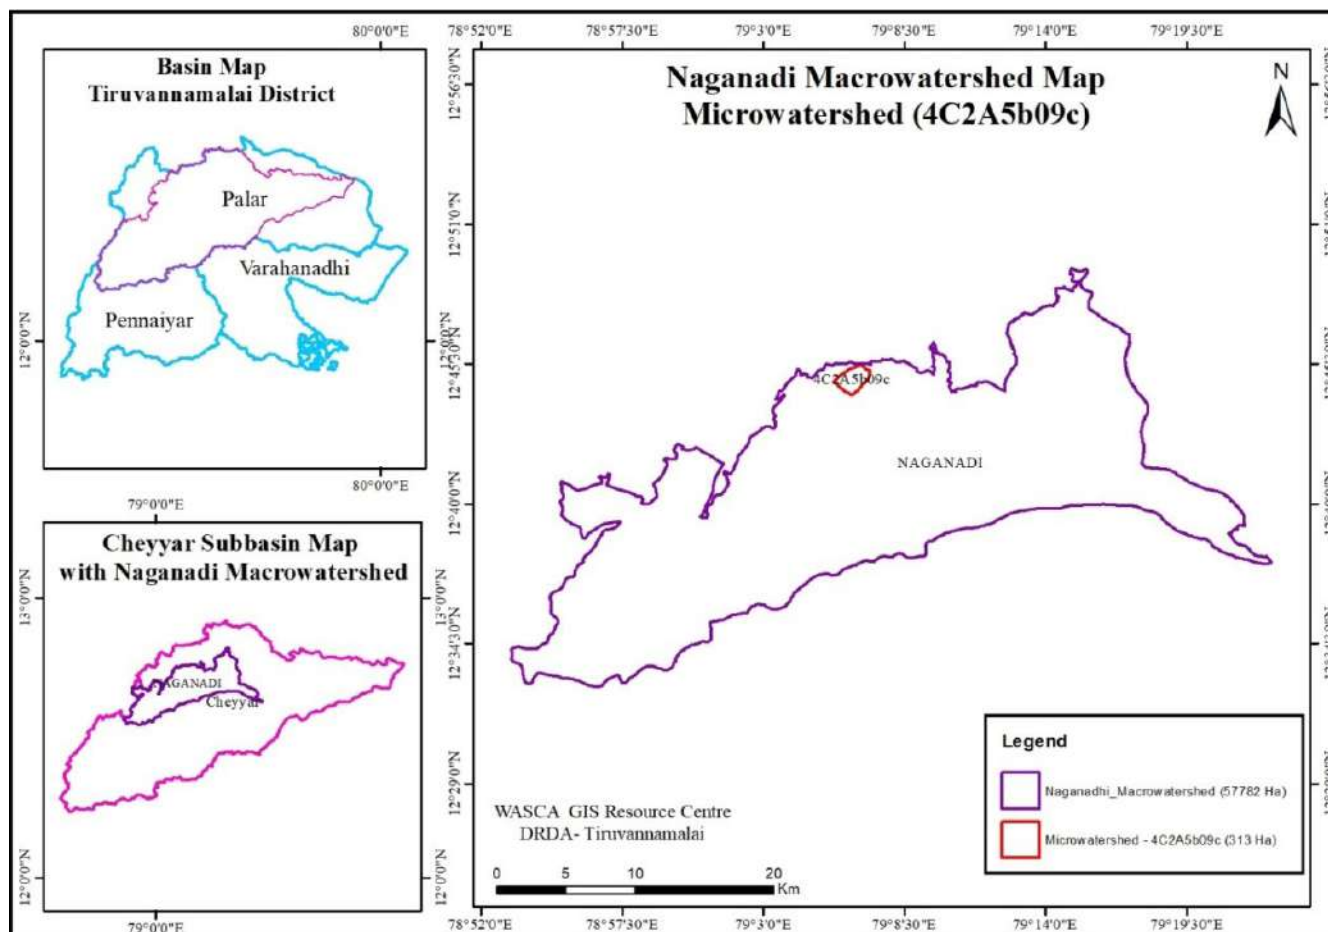 80°0'0"E
Basin Map
Tiruvannamalai District
Palar
Varahanadhi
Pennaiyar
12°0'0"N
12°0'0"N
80°0'0"E
79°0'0"E
Cheyyar Subbasin Map
with Naganadi Macrowatershed
13°0'0"N
13°0'0"N
AGANADI
Cheyyar
12°0'0"N
12°0'0"N
79°0'0"E
78°52'0"E 78°57'30"E 79°3'0"E 79°8'30"E 79°14'0"E 79°19'30"E
Naganadi Macrowatershed Map
Microwatershed (4C2A5b09c)
N
12°56'30"N
12°51'0"N
12°45'30"N
4C2A5b09c
NAGANADI
12°40'0"N
12°34'30"N
12°29'0"N
Legend
Naganadhi_Macrowatershed (57782 Ha)
Microwatershed - 4C2A5b09c (313 Ha)
WASCA GIS Resource Centre
DRDA- Tiruvannamalai
0 5 10 20
Km
78°52'0"E 78°57'30"E 79°3'0"E 79°8'30"E 79°14'0"E 79°19'30"E